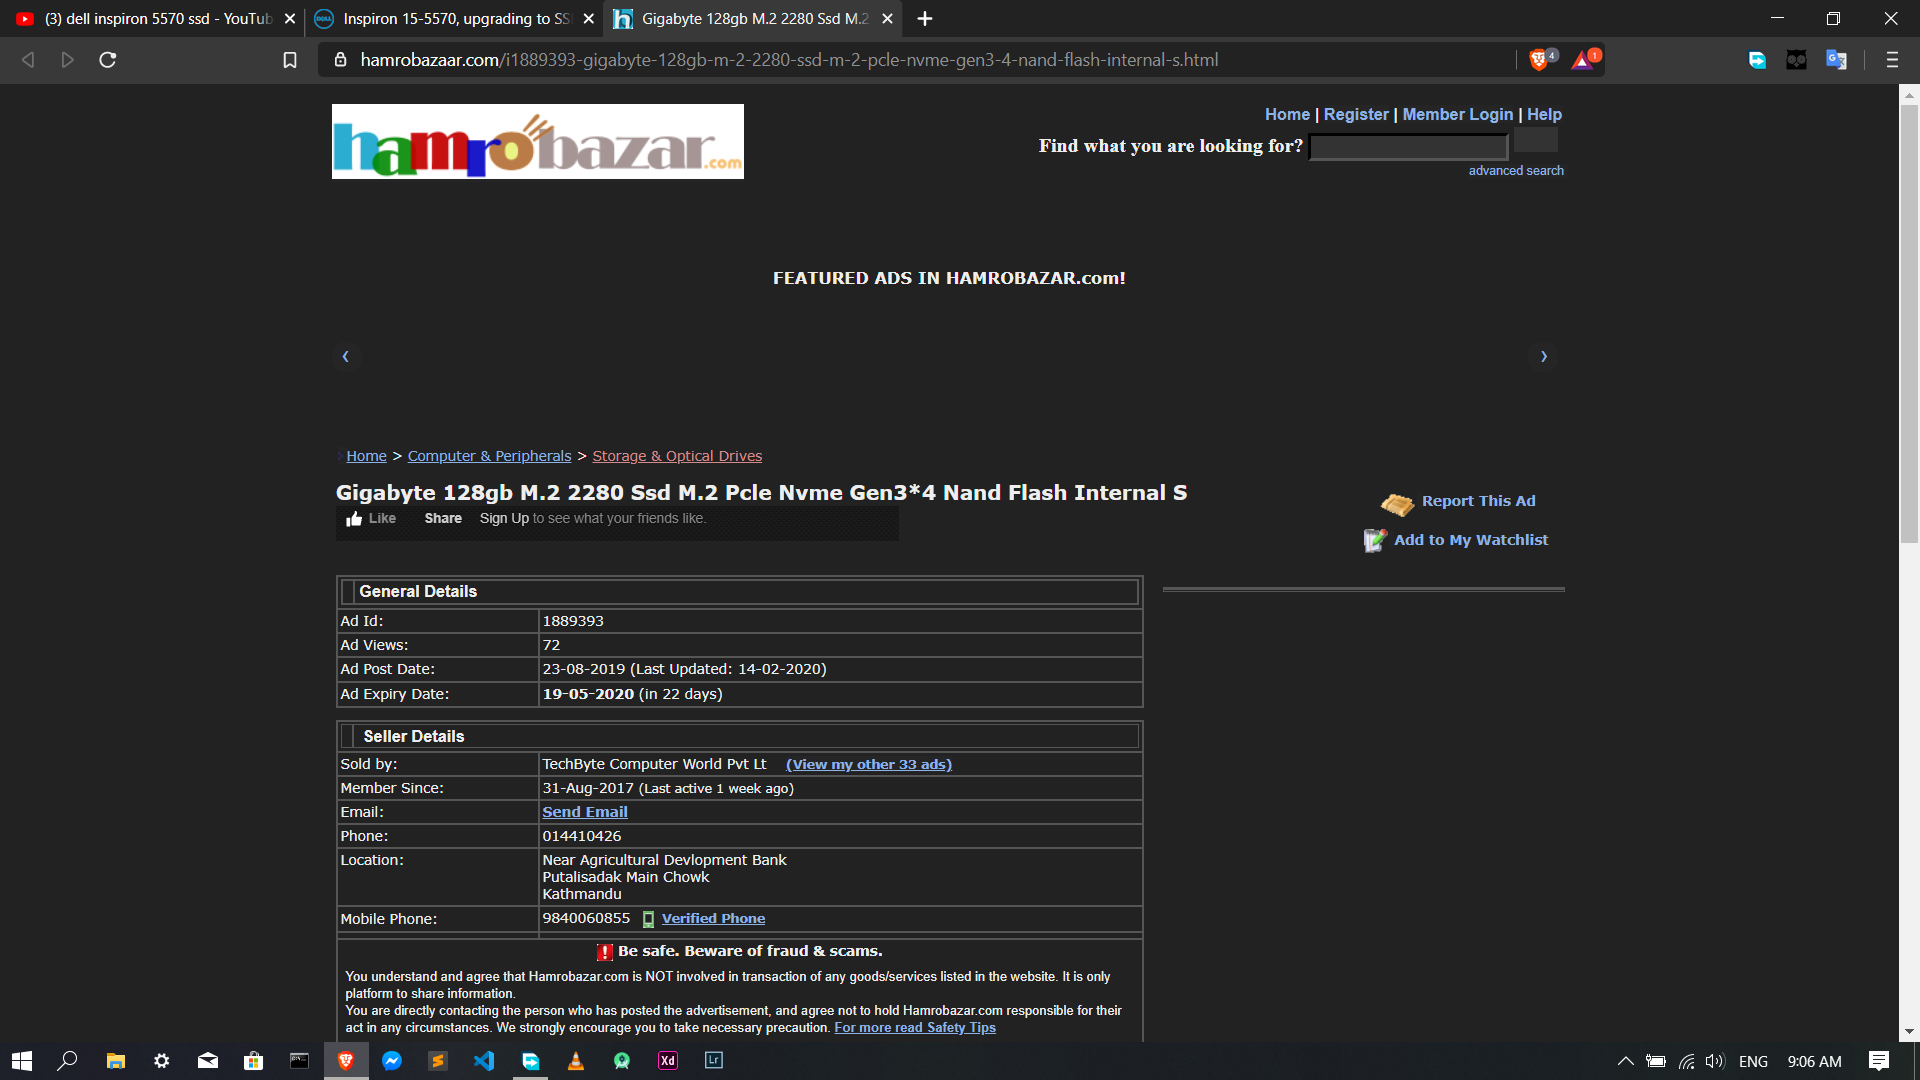 (3) dell inspiron 5570 ssd - YouTub
Inspiron 15-5570, upgrading to SS
Gigabyte 128gb M.2 2280 Ssd M.2
hamrobazaar.com/i1889393-gigabyte-128gb-m-2-2280-ssd-m-2-pcle-nvme-gen3-4-nand-flash-internal-s.html
4
1
hamrobazar.com
Home | Register | Member Login | Help
Find what you are looking for?
advanced search
FEATURED ADS IN HAMROBAZAR.com!
Home > Computer & Peripherals > Storage & Optical Drives
Gigabyte 128gb M.2 2280 Ssd M.2 Pcle Nvme Gen3*4 Nand Flash Internal S
Like Share Sign Up to see what your friends like.
Report This Ad
Add to My Watchlist
General Details
Ad Id: 1889393
Ad Views: 72
Ad Post Date: 23-08-2019 (Last Updated: 14-02-2020)
Ad Expiry Date: 19-05-2020 (in 22 days)
Seller Details
Sold by: TechByte Computer World Pvt Lt (View my other 33 ads)
Member Since: 31-Aug-2017 (Last active 1 week ago)
Email: Send Email
Phone: 014410426
Location: Near Agricultural Devlopment Bank
Putalisadak Main Chowk
Kathmandu
Mobile Phone: 9840060855 Verified Phone
Be safe. Beware of fraud & scams.
You understand and agree that Hamrobazar.com is NOT involved in transaction of any goods/services listed in the website. It is only
platform to share information.
You are directly contacting the person who has posted the advertisement, and agree not to hold Hamrobazar.com responsible for their
act in any circumstances. We strongly encourage you to take necessary precaution. For more read Safety Tips
Xd
Lr
ENG
9:06 AM